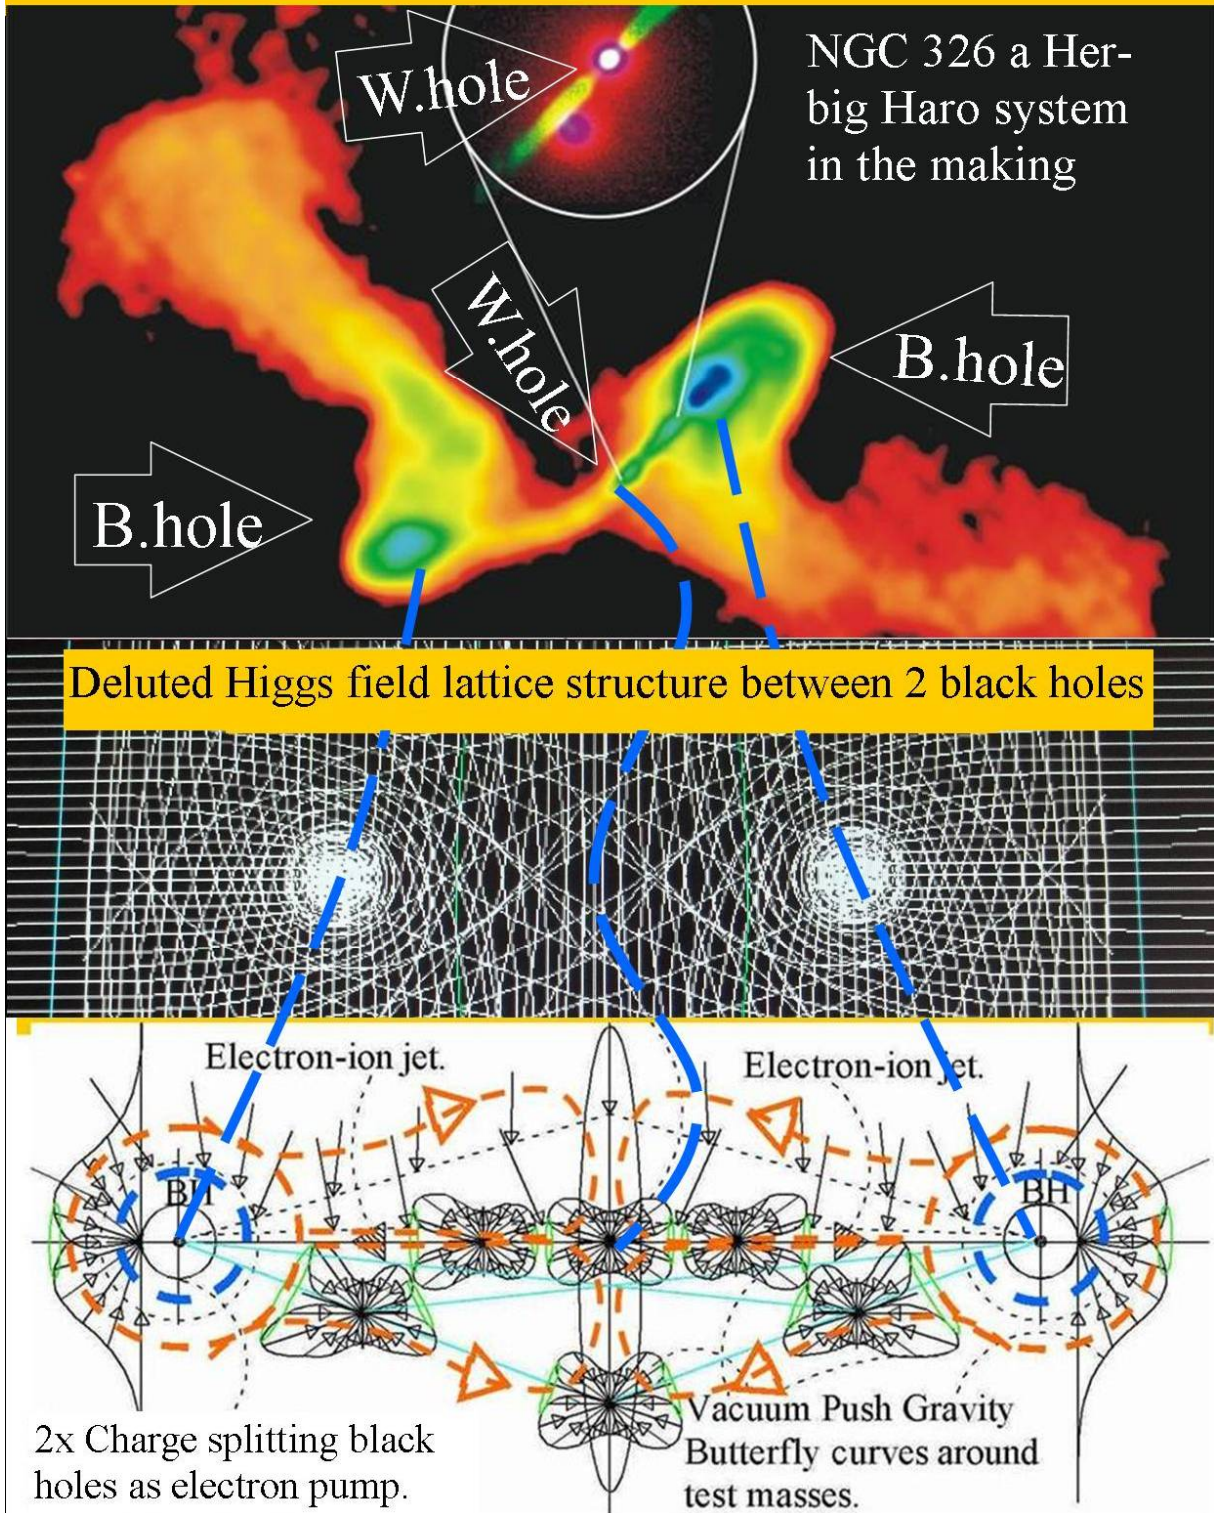 W.hole
NGC 326 a Her-
big Haro system
in the making
W.hole
B.hole
B.hole
Deluted Higgs field lattice structure between 2 black holes
Electron-ion jet.
Electron-ion jet.
BH
BH
2x Charge splitting black
holes as electron pump.
Vacuum Push Gravity
Butterfly curves around
test masses.